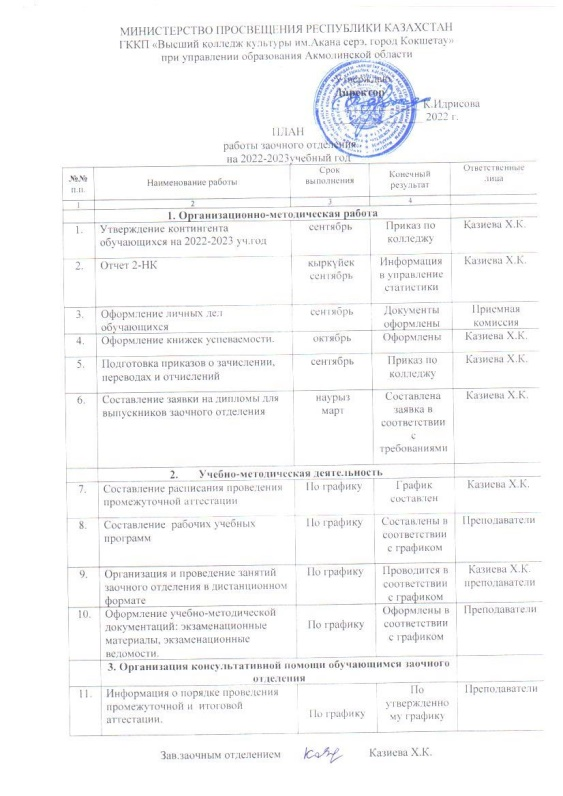 МИНИСТЕРСТВО ПРОСВЕЩЕНИЯ РЕСПУБЛИКИ КАЗАХСТАН
ГККП «Высший колледж культуры им.Акана серэ, город Кокшетау»
при управлении образования Акмолинской области
Утверждаю
Директор
К.Идрисова
2022 г.
ПЛАН
работы заочного отделения
на 2022-2023учебный год
№№ п.п. Наименование работы Срок выполнения Конечный результат Ответственные лица
1 2 3 4
1. Организационно-методическая работа
1. Утверждение контингента сентябрь Приказ по Казиева Х.К.
обучающихся на 2022-2023 уч.год колледжу
2. Отчет 2-НК кыркүйек Информация Казиева Х.К.
сентябрь в управление
статистики
3. Оформление личных дел сентябрь Документы Приемная
обучающихся оформлены комиссия
4. Оформление книжек успеваемости. октябрь Оформлены Казиева Х.К.
5. Подготовка приказов о зачислении, сентябрь Приказ по Казиева Х.К.
переводах и отчислений колледжу
6. Составление заявки на дипломы для наурыз Составлена Казиева Х.К.
выпускников заочного отделения март заявка в
соответствии
с
требованиями
2. Учебно-методическая деятельность
7. Составление расписания проведения По графику График Казиева Х.К.
промежуточной аттестации составлен
8. Составление рабочих учебных По графику Составлены в Преподаватели
программ соответствии
с графиком
9. Организация и проведение занятий По графику Проводится в Казиева Х.К.
заочного отделения в дистанционном соответствии преподаватели
формате с графиком
10. Оформление учебно-методической Оформлены в Преподаватели
документаций: экзаменационные По графику соответствии
материалы, экзаменационные с графиком
ведомости.
3. Организация консультативной помощи обучающимся заочного
отделения
11. Информация о порядке проведения По Преподаватели
промежуточной и итоговой утвержденно
аттестации. По графику му графику
Зав.заочным отделением Казиева Х.К.